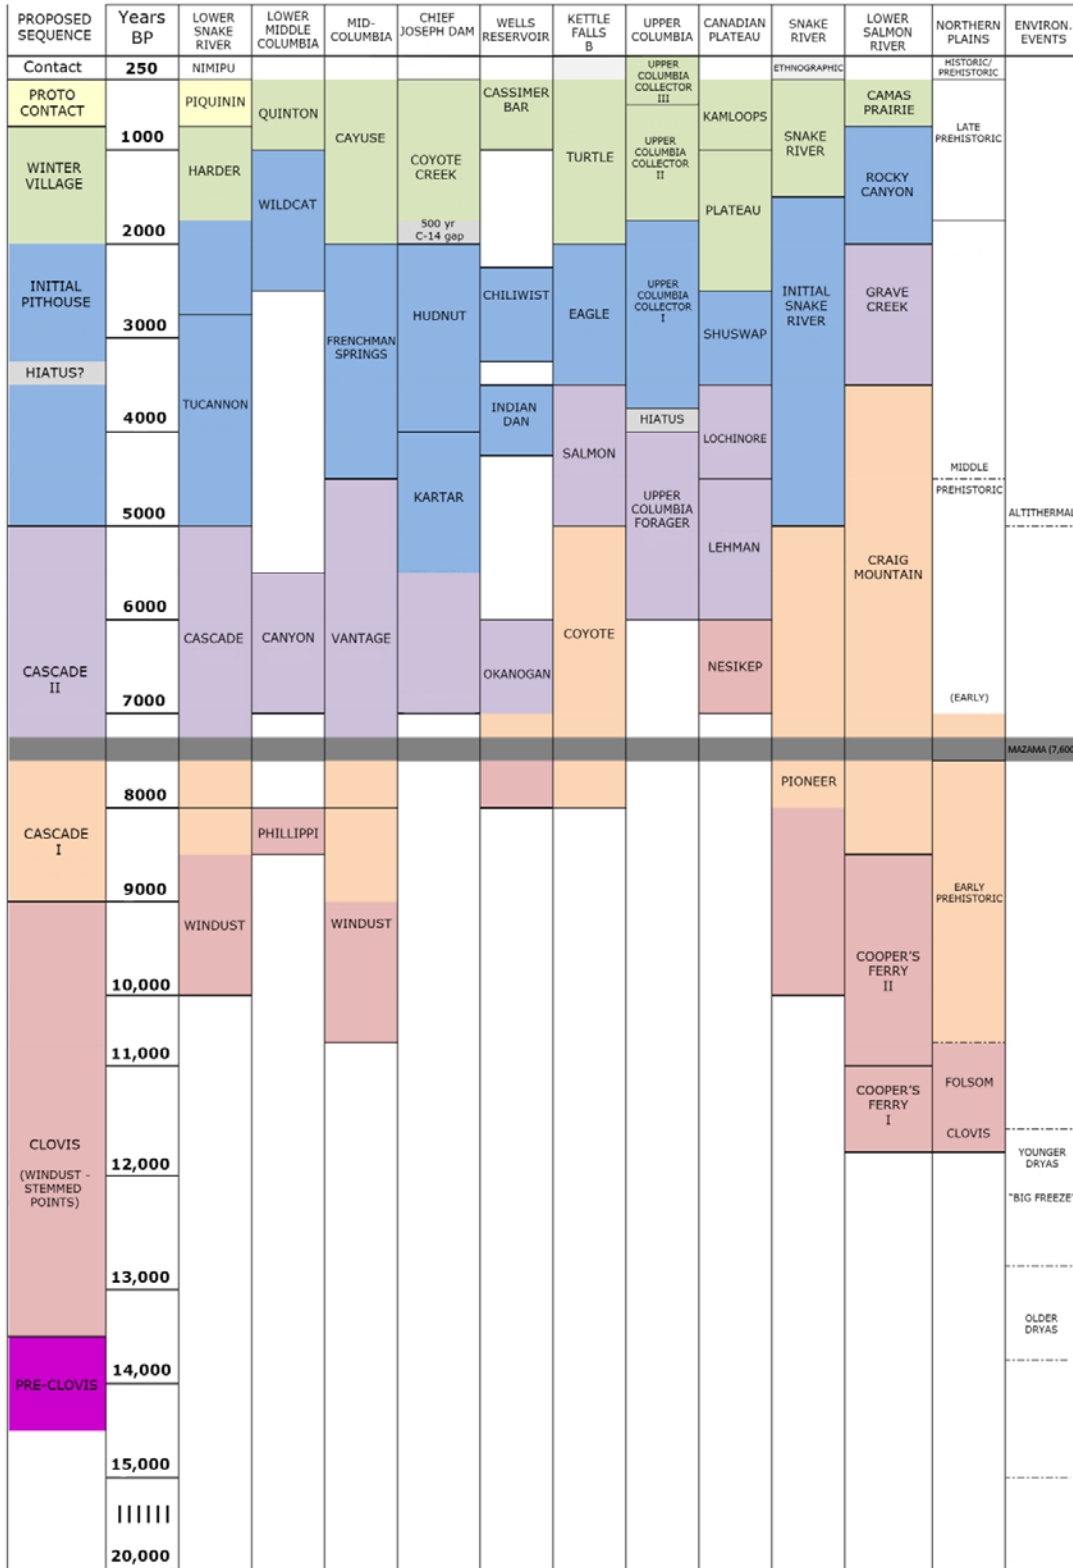 PROPOSED
SEQUENCE
Years
BP
LOWER
SNAKE
RIVER
LOWER
MIDDLE
COLUMBIA
MID-
COLUMBIA
CHIEF
JOSEPH DAM
WELLS
RESERVOIR
KETTLE
FALLS
B
UPPER
COLUMBIA
CANADIAN
PLATEAU
SNAKE
RIVER
LOWER
SALMON
RIVER
NORTHERN
PLAINS
ENVIRON.
EVENTS
Contact
PROTO
CONTACT
WINTER
VILLAGE
INITIAL
PITHOUSE
HIATUS?
CASCADE
II
CASCADE
I
CLOVIS
(WINDUST -
STEMMED
POINTS)
PRE-CLOVIS
250
1000
2000
3000
4000
5000
6000
7000
8000
9000
10,000
11,000
12,000
13,000
14,000
15,000
||||||
20,000
NIMIPU
PIQUININ
HARDER
TUCANNON
CASCADE
WINDUST
QUINTON
WILDCAT
CANYON
PHILLIPPI
CAYUSE
FRENCHMAN
SPRINGS
VANTAGE
WINDUST
COYOTE
CREEK
500 yr
C-14 gap
HUDNUT
KARTAR
CASSIMER
BAR
CHILIWIST
INDIAN
DAN
OKANOGAN
TURTLE
EAGLE
SALMON
COYOTE
UPPER
COLUMBIA
COLLECTOR
III
UPPER
COLUMBIA
COLLECTOR
II
UPPER
COLUMBIA
COLLECTOR
I
HIATUS
UPPER
COLUMBIA
FORAGER
KAMLOOPS
PLATEAU
SHUSWAP
LOCHINORE
LEHMAN
NESIKEP
ETHNOGRAPHIC
SNAKE
RIVER
INITIAL
SNAKE
RIVER
PIONEER
CAMAS
PRAIRIE
ROCKY
CANYON
GRAVE
CREEK
CRAIG
MOUNTAIN
COOPER'S
FERRY
II
COOPER'S
FERRY
I
HISTORIC/
PREHISTORIC
LATE
PREHISTORIC
MIDDLE
PREHISTORIC
(EARLY)
EARLY
PREHISTORIC
FOLSOM
CLOVIS
ALTITHERMAL
MAZAMA (7,600
YOUNGER
DRYAS
"BIG FREEZE"
OLDER
DRYAS